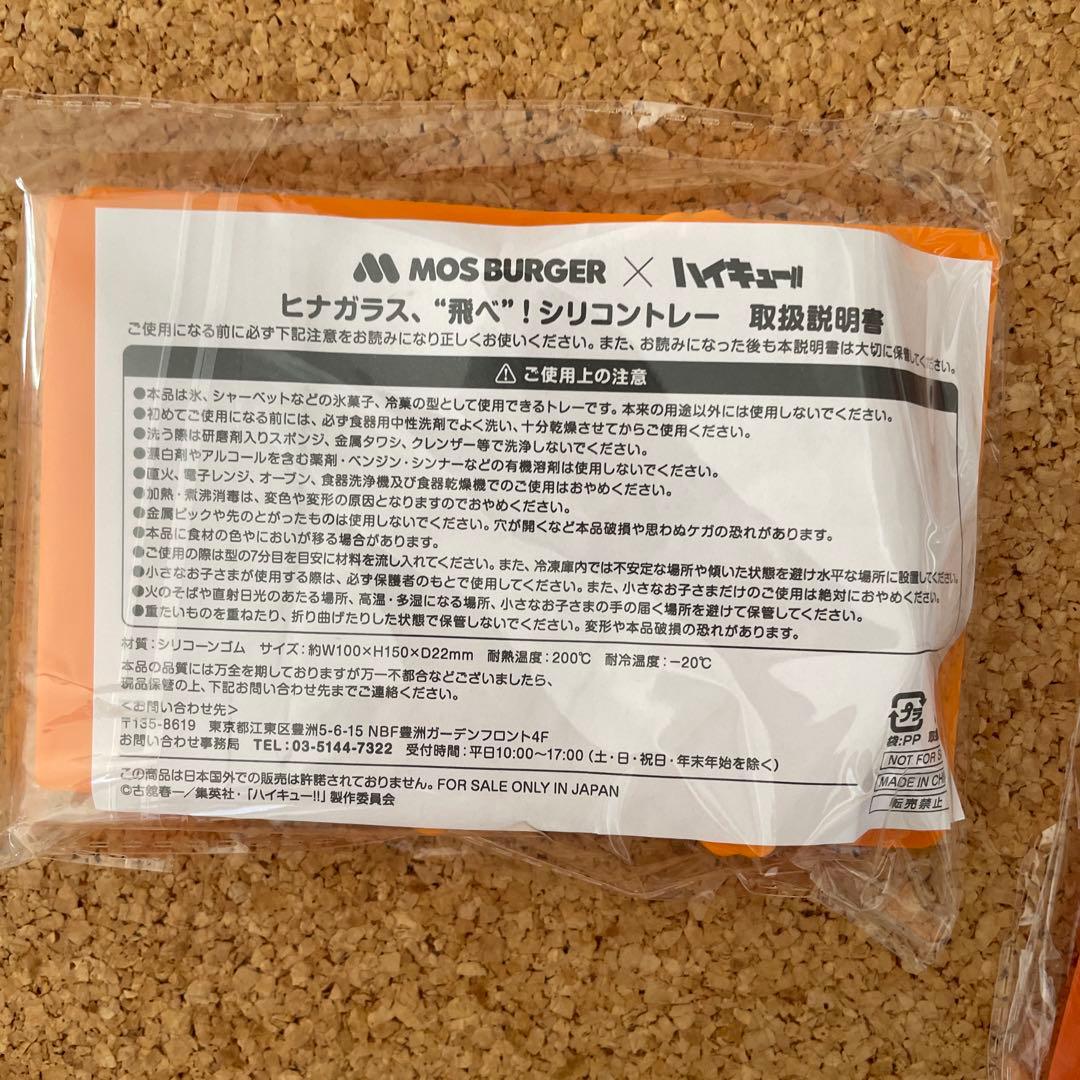 MOS BURGER × ハイキュー!!
ヒナガラス、“飛べ”!シリコントレー 取扱説明書
ご使用になる前に必ず下記注意をお読みになり正しくお使いください。また、お読みになった後も本説明書は大切に保管してください。
ご使用上の注意
●本品は氷、シャーベットなどの氷菓子、冷菓の型として使用できるトレーです。本来の用途以外には使用しないでください。
●初めてご使用になる前には、必ず食器用中性洗剤でよく洗い、十分乾燥させてからご使用ください。
●洗う際は研磨剤入りスポンジ、金属タワシ、クレンザー等で洗浄しないでください。
●漂白剤やアルコールを含む薬剤・ベンジン・シンナーなどの有機溶剤は使用しないでください。
●直火、電子レンジ、オーブン、食器洗浄機及び食器乾燥機でのご使用はおやめください。
●加熱・煮沸消毒は、変色や変形の原因となりますのでおやめください。
●金属ピックや先のとがったものは使用しないでください。穴が開くなど本品破損や思わぬケガの恐れがあります。
●本品に食材の色やにおいが移る場合があります。
●ご使用の際は型の7分目を目安に材料を流し入れてください。また、冷凍庫内では不安定な場所や傾いた状態を避け水平な場所に設置してください。
●小さなお子さまが使用する際は、必ず保護者のもとで使用してください。また、小さなお子さまだけのご使用は絶対におやめください。
●火のそばや直射日光のあたる場所、高温・多湿になる場所、小さなお子さまの手の届く場所を避けて保管してください。
●重たいものを重ねたり、折り曲げたりした状態で保管しないでください。変形や本品破損の恐れがあります。
材質:シリコーンゴム サイズ:約W100×H150×D22mm 耐熱温度:200℃ 耐冷温度:-20℃
本品の品質には万全を期しておりますが万一不都合などございましたら、
現品保管の上、下記お問い合わせ先までご連絡ください。
<お問い合わせ先>
〒135-8619 東京都江東区豊洲5-6-15 NBF豊洲ガーデンフロント4F
お問い合わせ事務局 TEL:03-5144-7322 受付時間:平日10:00~17:00(土・日・祝日・年末年始を除く)
この商品は日本国外での販売は許諾されておりません。FOR SALE ONLY IN JAPAN
©古舘春一/集英社・「ハイキュー!!」製作委員会
プラ
袋:PP
NOT FOR
MADE IN
転売禁止